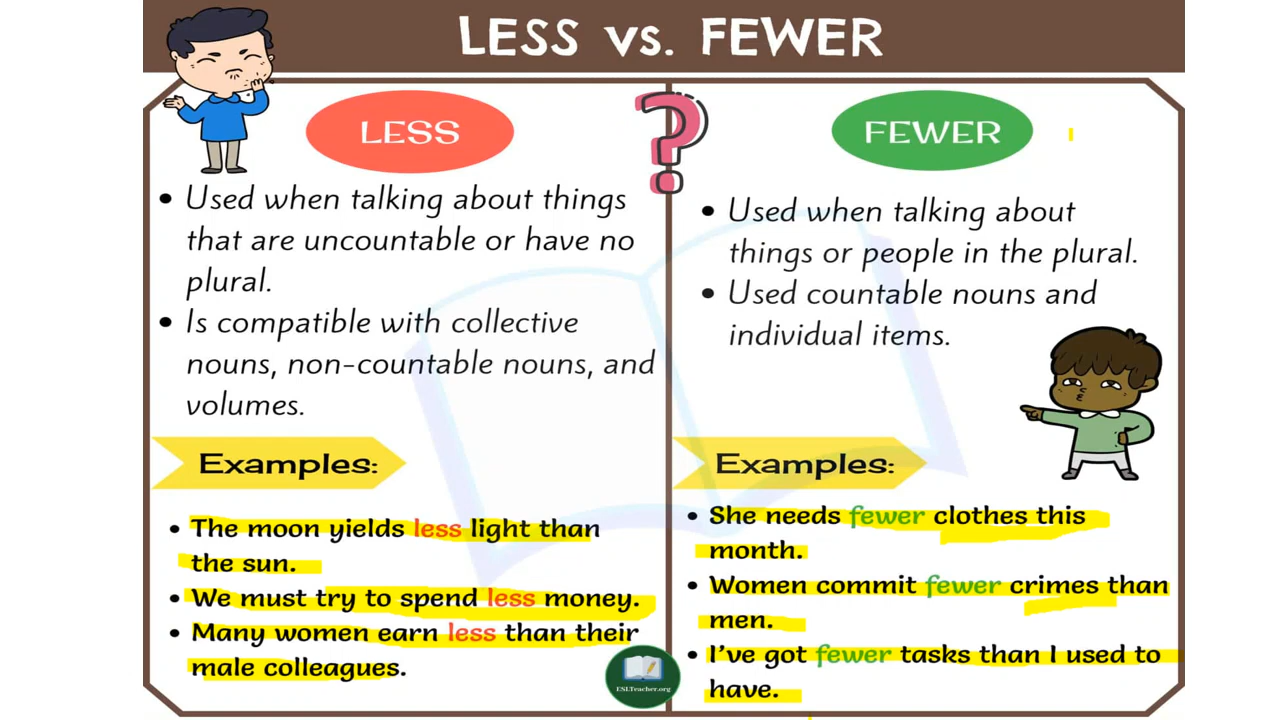 LESS vs. FEWER
LESS
• Used when talking about things
that are uncountable or have no
plural.
• Is compatible with collective
nouns, non-countable nouns, and
volumes.
Examples:
• The moon yields less light than
the sun.
• We must try to spend less money.
• Many women earn less than their
male colleagues.
FEWER
• Used when talking about
things or people in the plural.
• Used countable nouns and
individual items.
Examples:
• She needs fewer clothes this
month.
• Women commit fewer crimes than
men.
• I've got fewer tasks than I used to
have.
ESLTeacher.org